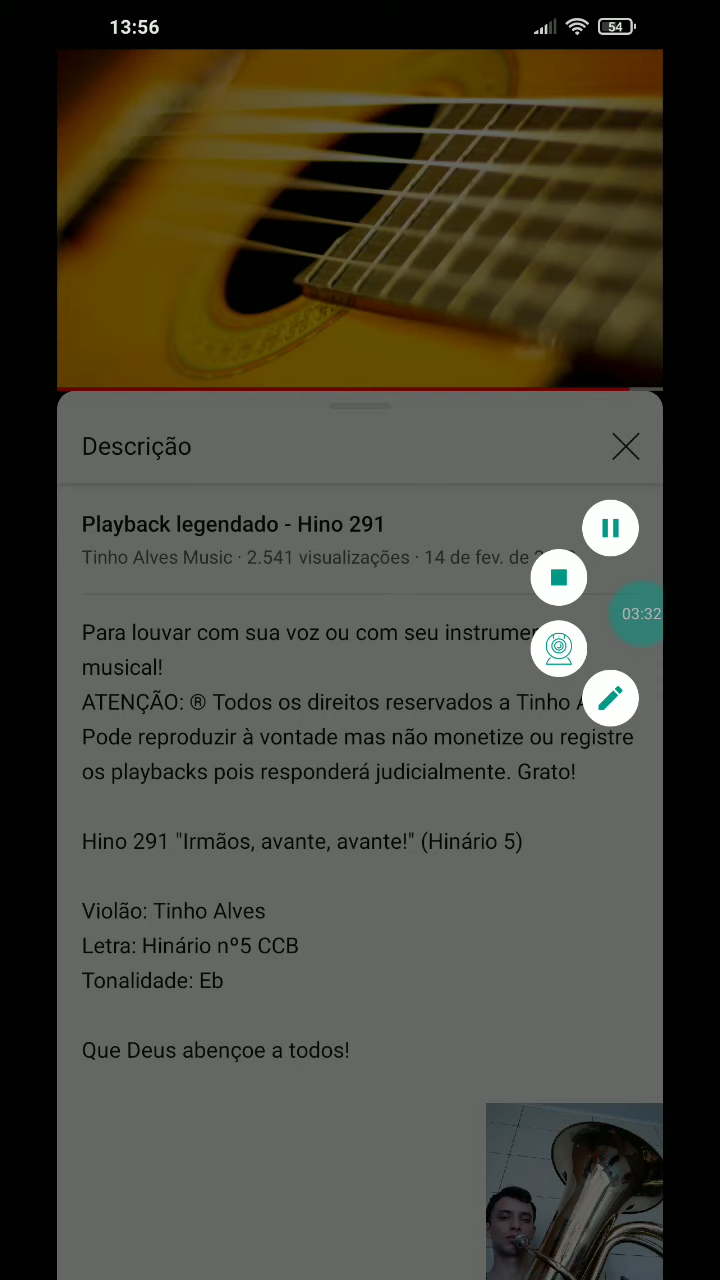 13:56
54
Descrição
Playback legendado - Hino 291
Tinho Alves Music · 2.541 visualizações · 14 de fev. de
Para louvar com sua voz ou com seu
musical!
ATENÇÃO: ® Todos os direitos reservados a Tinho
Pode reproduzir à vontade mas não monetize ou registre
os playbacks pois responderá judicialmente. Grato!
Hino 291 "Irmãos, avante, avante!" (Hinário 5)
Violão: Tinho Alves
Letra: Hinário nº5 CCB
Tonalidade: Eb
Que Deus abençoe a todos!
03:32